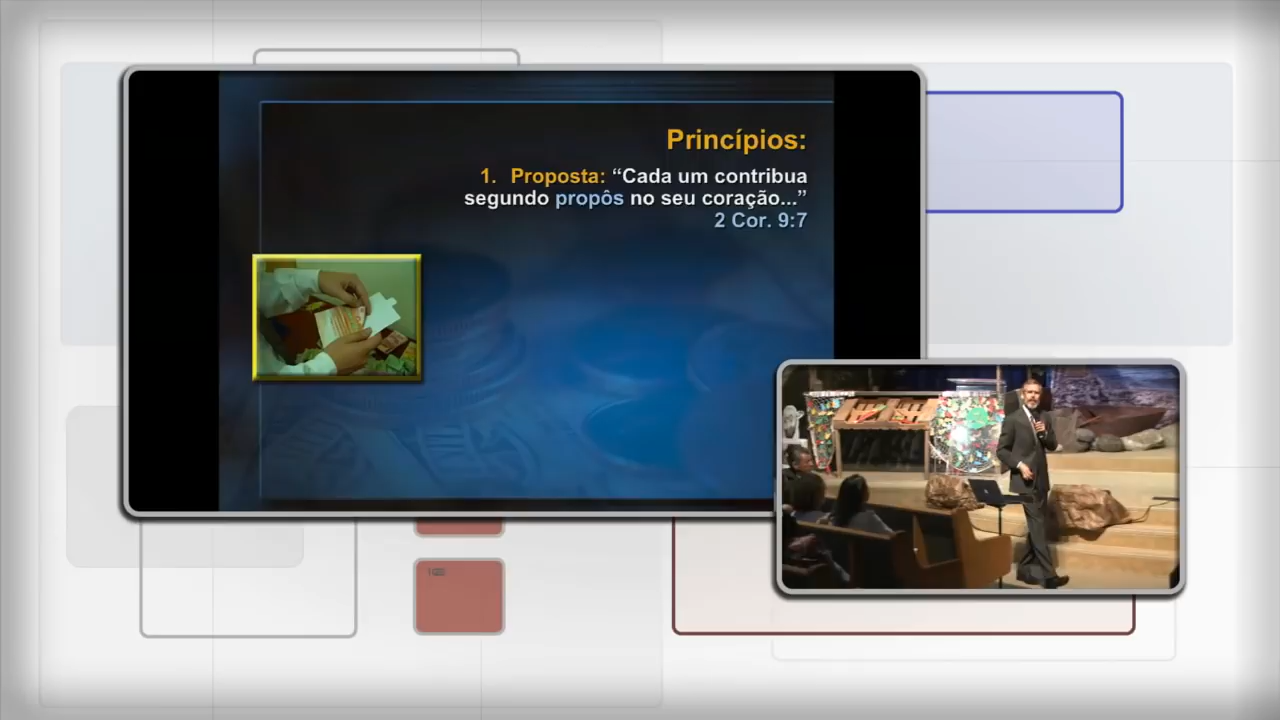 Princípios:
1. Proposta: “Cada um contribua
segundo propôs no seu coração...”
2 Cor. 9:7